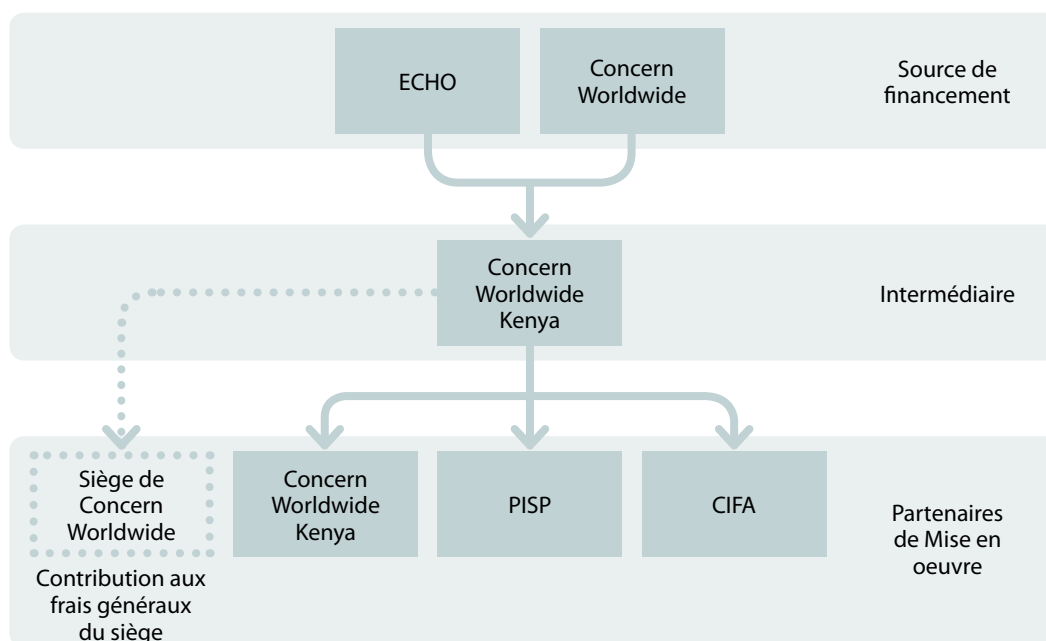 ECHO
Concern
Worldwide
Source de
financement
Concern
Worldwide
Kenya
Intermédiaire
Siège de
Concern
Worldwide
Contribution aux
frais généraux
du siège
Concern
Worldwide
Kenya
PISP
CIFA
Partenaires
de Mise en
oeuvre